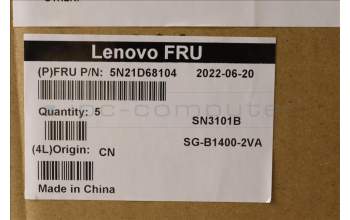 Lenovo FRU
(P)FRU P/N: 5N21D68104 2022-06-20
Quantity: 5 SN3101B
SG-B1400-2VA
(4L)Origin: CN
Made in China